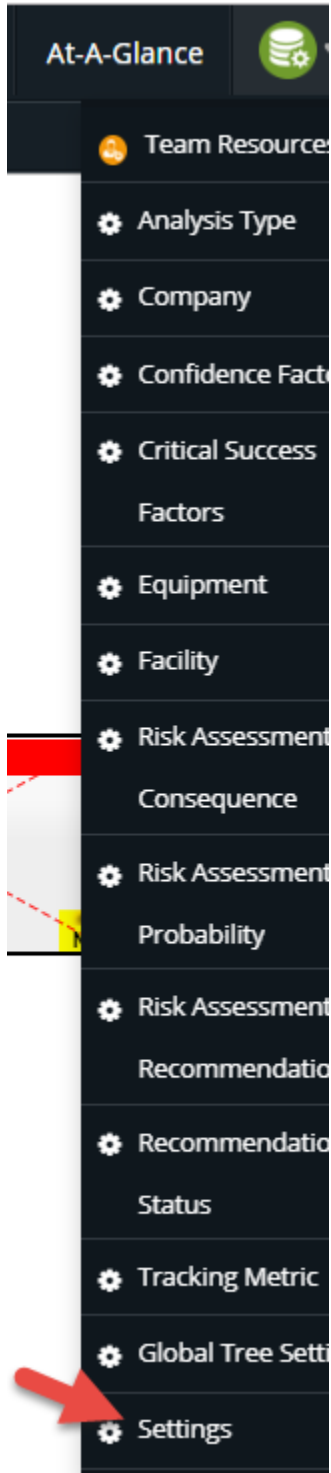 At-A-Glance
Team Resources
Analysis Type
Company
Confidence Facto
Critical Success
Factors
Equipment
Facility
Risk Assessment
Consequence
Risk Assessment
Probability
Risk Assessment
Recommendatio
Recommendatio
Status
Tracking Metric
Global Tree Setti
Settings